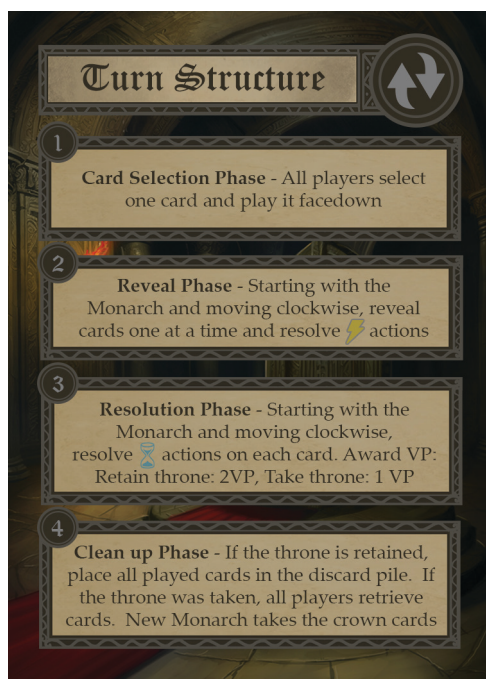 Turn Structure
1
Card Selection Phase - All players select
one card and play it facedown
2
Reveal Phase - Starting with the
Monarch and moving clockwise, reveal
cards one at a time and resolve actions
3
Resolution Phase - Starting with the
Monarch and moving clockwise,
resolve actions on each card. Award VP:
Retain throne: 2VP, Take throne: 1 VP
4
Clean up Phase - If the throne is retained,
place all played cards in the discard pile. If
the throne was taken, all players retrieve
cards. New Monarch takes the crown cards